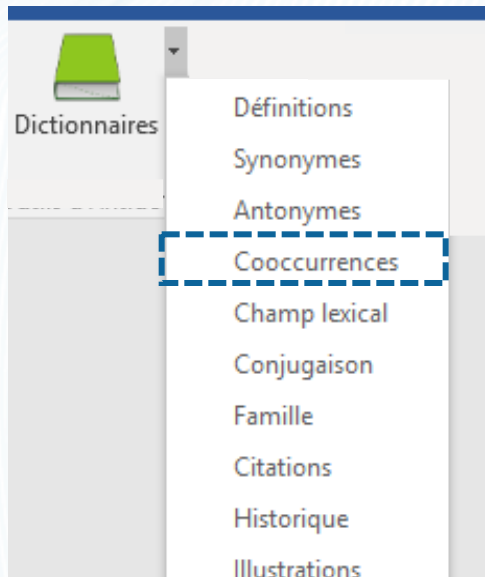 Dictionnaires
Définitions
Synonymes
Antonymes
Cooccurrences
Champ lexical
Conjugaison
Famille
Citations
Historique
Illustrations